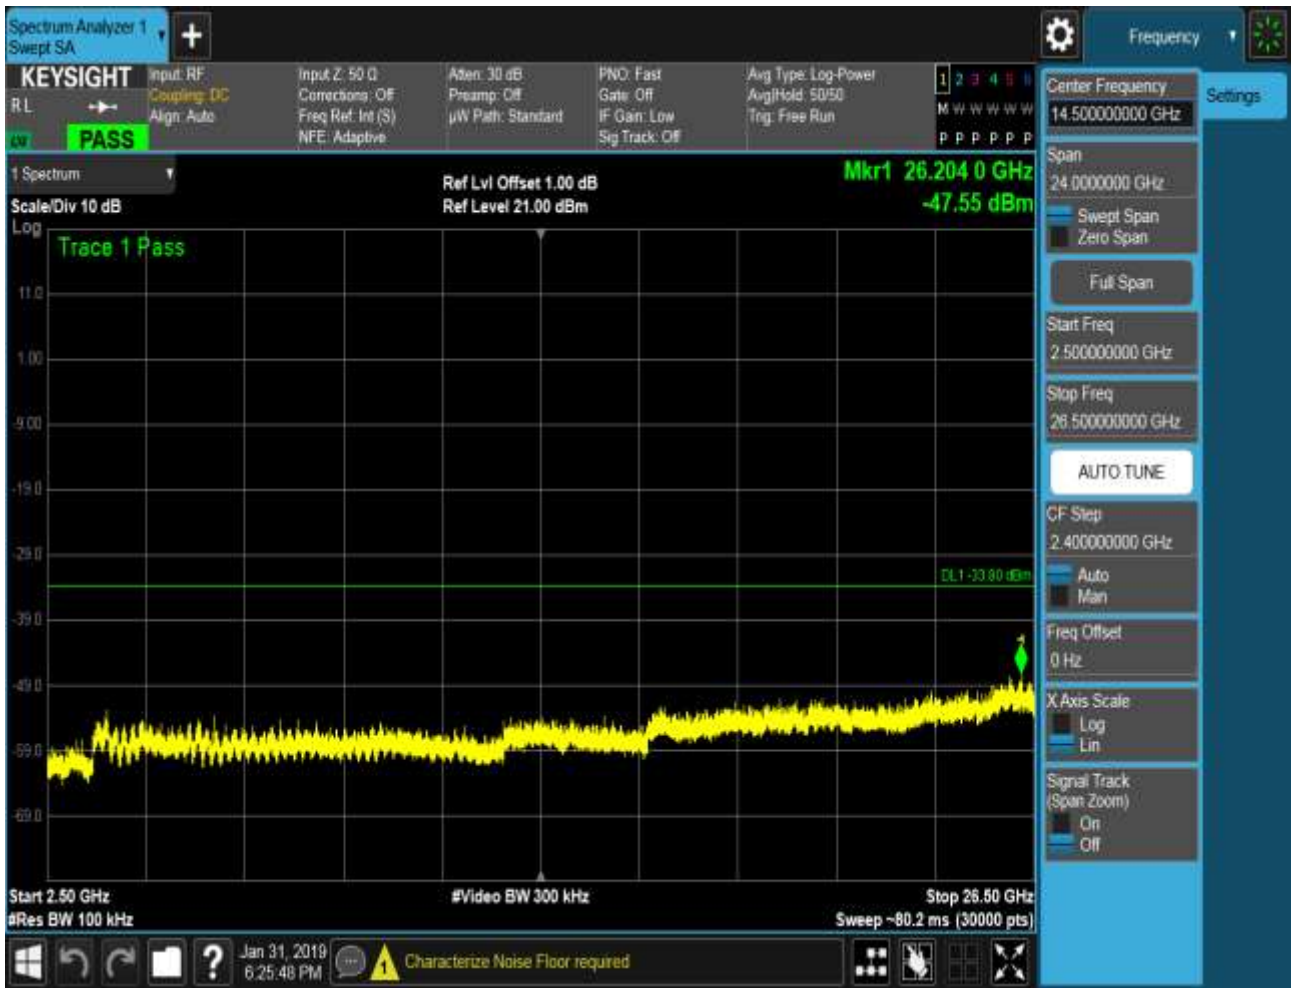 Spectrum Analyzer 1
Swept SA
Frequency
KEYSIGHT
R L
PASS
Input: RF
Coupling: DC
Align: Auto
Input Z: 50 Ω
Corrections: Off
Freq Ref: Int (S)
NFE: Adaptive
Atten: 30 dB
Preamp: Off
µW Path: Standard
PNO: Fast
Gate: Off
IF Gain: Low
Sig Track: Off
Avg Type: Log-Power
Avg|Hold: 50/50
Trig: Free Run
1 2 3 4 5 6
M W W W W W
P P P P P P
1 Spectrum
Scale/Div 10 dB
Ref Lvl Offset 1.00 dB
Ref Level 21.00 dBm
Mkr1 26.204 0 GHz
-47.55 dBm
Log
Trace 1 Pass
11.0
1.00
-9.00
-19.0
-29.0
DL1 -33.80 dBm
-39.0
1
-49.0
-59.0
-69.0
Start 2.50 GHz
#Res BW 100 kHz
#Video BW 300 kHz
Stop 26.50 GHz
Sweep ~80.2 ms (30000 pts)
Jan 31, 2019
6:25:48 PM
?
1
Characterize Noise Floor required
Center Frequency
14.500000000 GHz
Settings
Span
24.0000000 GHz
Swept Span
Zero Span
Full Span
Start Freq
2.500000000 GHz
Stop Freq
26.500000000 GHz
AUTO TUNE
CF Step
2.400000000 GHz
Auto
Man
Freq Offset
0 Hz
X Axis Scale
Log
Lin
Signal Track
(Span Zoom)
On
Off